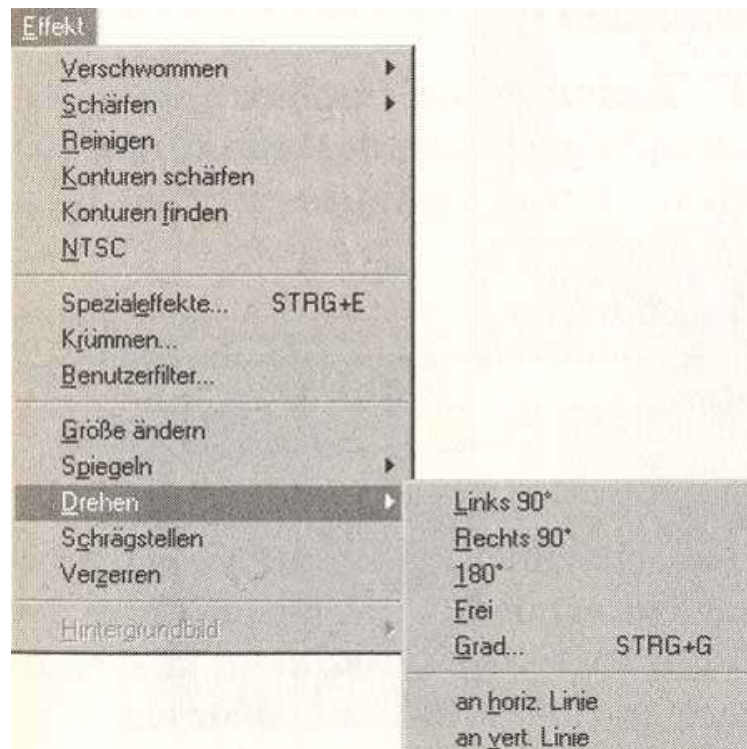 Effekt
Verschwommen
Schärfen
Reinigen
Konturen schärfen
Konturen finden
NTSC
Spezialeffekte... STRG+E
Krümmen...
Benutzerfilter...
Größe ändern
Spiegeln
Drehen
Schrägstellen
Verzerren
Hintergrundbild
Links 90°
Rechts 90°
180°
Frei
Grad... STRG+G
an horiz. Linie
an vert. Linie